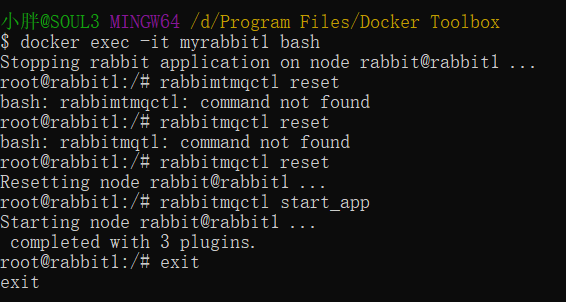 小胖@SOUL3 MINGW64 /d/Program Files/Docker Toolbox
$ docker exec -it myrabbit1 bash
Stopping rabbit application on node rabbit@rabbit1 ...
root@rabbit1:/# rabbimtmqctl reset
bash: rabbimtmqctl: command not found
root@rabbit1:/# rabbitmqctl reset
bash: rabbitmqtl: command not found
root@rabbit1:/# rabbitmqctl reset
Resetting node rabbit@rabbit1 ...
root@rabbit1:/# rabbitmqctl start_app
Starting node rabbit@rabbit1 ...
completed with 3 plugins.
root@rabbit1:/# exit
exit